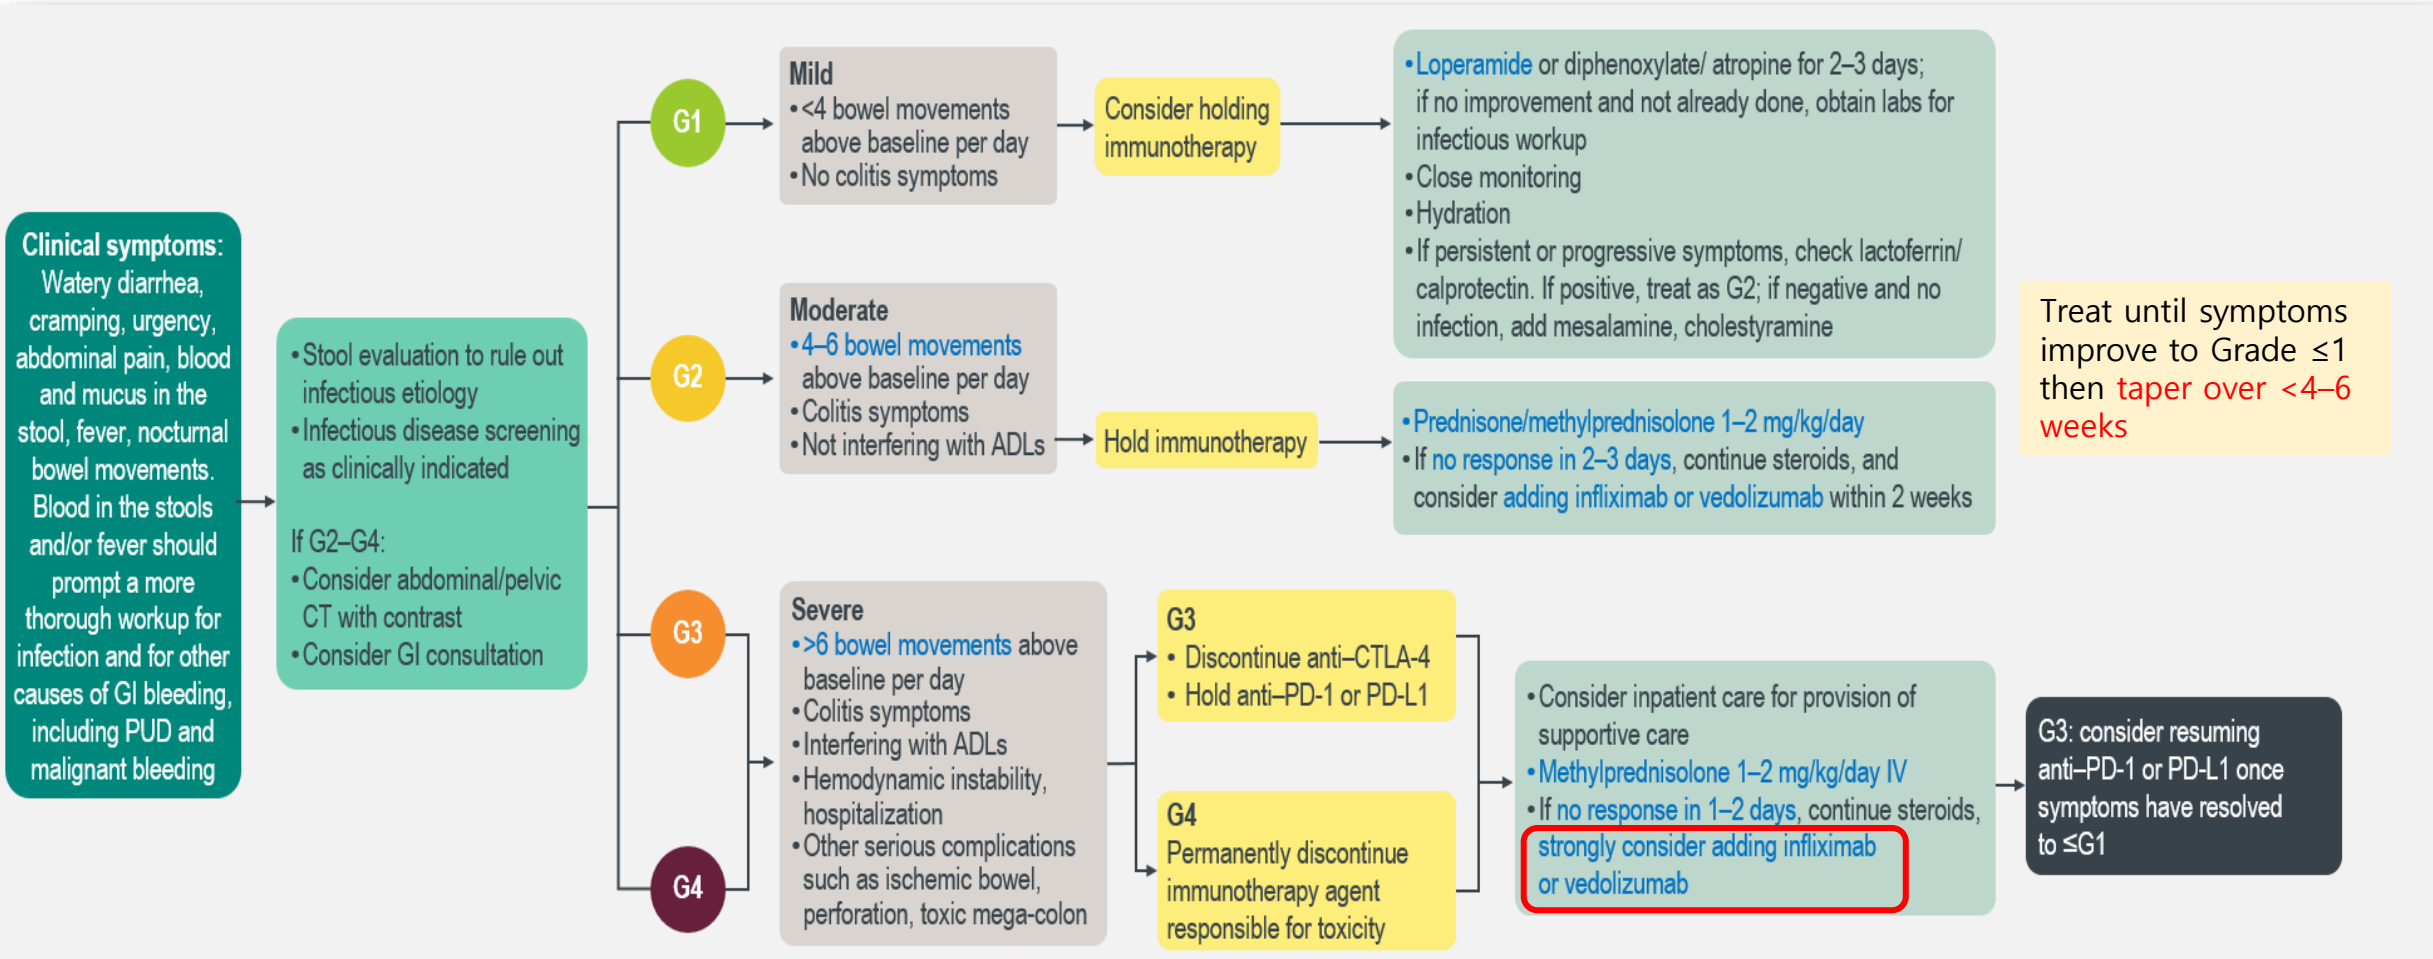 Clinical symptoms:
Watery diarrhea,
cramping, urgency,
abdominal pain, blood
and mucus in the
stool, fever, nocturnal
bowel movements.
Blood in the stools
and/or fever should
prompt a more
thorough workup for
infection and for other
causes of GI bleeding,
including PUD and
malignant bleeding
•Stool evaluation to rule out
infectious etiology
•Infectious disease screening
as clinically indicated
If G2–G4:
•Consider abdominal/pelvic
CT with contrast
•Consider GI consultation
G1
Mild
•<4 bowel movements
above baseline per day
•No colitis symptoms
Consider holding
immunotherapy
•Loperamide or diphenoxylate/ atropine for 2–3 days;
if no improvement and not already done, obtain labs for
infectious workup
•Close monitoring
•Hydration
•If persistent or progressive symptoms, check lactoferrin/
calprotectin. If positive, treat as G2; if negative and no
infection, add mesalamine, cholestyramine
G2
Moderate
•4–6 bowel movements
above baseline per day
•Colitis symptoms
•Not interfering with ADLs
Hold immunotherapy
•Prednisone/methylprednisolone 1–2 mg/kg/day
•If no response in 2–3 days, continue steroids, and
consider adding infliximab or vedolizumab within 2 weeks
Treat until symptoms
improve to Grade ≤1
then taper over <4–6
weeks
G3
G4
Severe
•>6 bowel movements above
baseline per day
•Colitis symptoms
•Interfering with ADLs
•Hemodynamic instability,
hospitalization
•Other serious complications
such as ischemic bowel,
perforation, toxic mega-colon
G3
• Discontinue anti–CTLA-4
• Hold anti–PD-1 or PD-L1
G4
Permanently discontinue
immunotherapy agent
responsible for toxicity
•Consider inpatient care for provision of
supportive care
•Methylprednisolone 1–2 mg/kg/day IV
•If no response in 1–2 days, continue steroids,
strongly consider adding infliximab
or vedolizumab
G3: consider resuming
anti–PD-1 or PD-L1 once
symptoms have resolved
to ≤G1